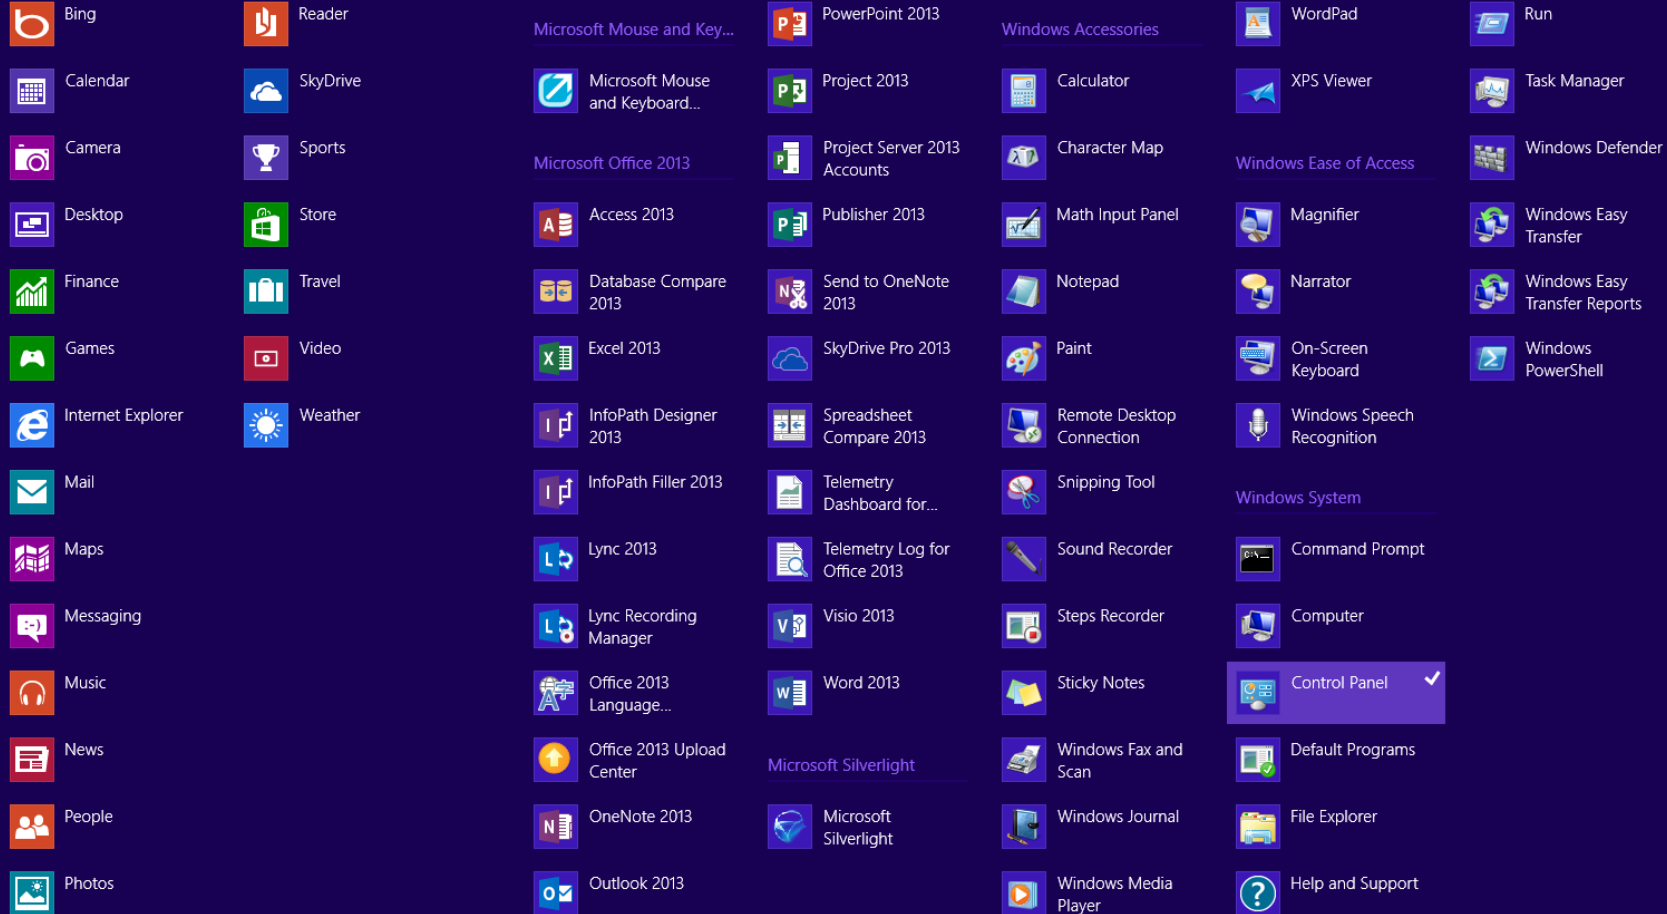 Bing
Calendar
Camera
Desktop
Finance
Games
Internet Explorer
Mail
Maps
Messaging
Music
News
People
Photos
Reader
SkyDrive
Sports
Store
Travel
Video
Weather
Microsoft Mouse and Key...
Microsoft Mouse
and Keyboard...
Microsoft Office 2013
Access 2013
Database Compare
2013
Excel 2013
InfoPath Designer
2013
InfoPath Filler 2013
Lync 2013
Lync Recording
Manager
Office 2013
Language...
Office 2013 Upload
Center
OneNote 2013
Outlook 2013
PowerPoint 2013
Project 2013
Project Server 2013
Accounts
Publisher 2013
Send to OneNote
2013
SkyDrive Pro 2013
Spreadsheet
Compare 2013
Telemetry
Dashboard for...
Telemetry Log for
Office 2013
Visio 2013
Word 2013
Microsoft Silverlight
Microsoft
Silverlight
Windows Accessories
Calculator
Character Map
Math Input Panel
Notepad
Paint
Remote Desktop
Connection
Snipping Tool
Sound Recorder
Steps Recorder
Sticky Notes
Windows Fax and
Scan
Windows Journal
Windows Media
Player
WordPad
XPS Viewer
Windows Ease of Access
Magnifier
Narrator
On-Screen
Keyboard
Windows Speech
Recognition
Windows System
Command Prompt
Computer
Control Panel
Default Programs
File Explorer
Help and Support
Run
Task Manager
Windows Defender
Windows Easy
Transfer
Windows Easy
Transfer Reports
Windows
PowerShell